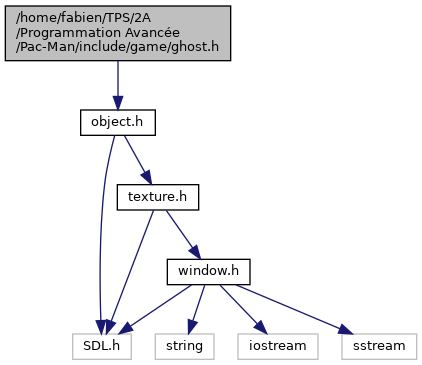 /home/fabien/TPS/2A
/Programmation Avancée
/Pac-Man/include/game/ghost.h
object.h
texture.h
window.h
SDL.h
string
iostream
sstream